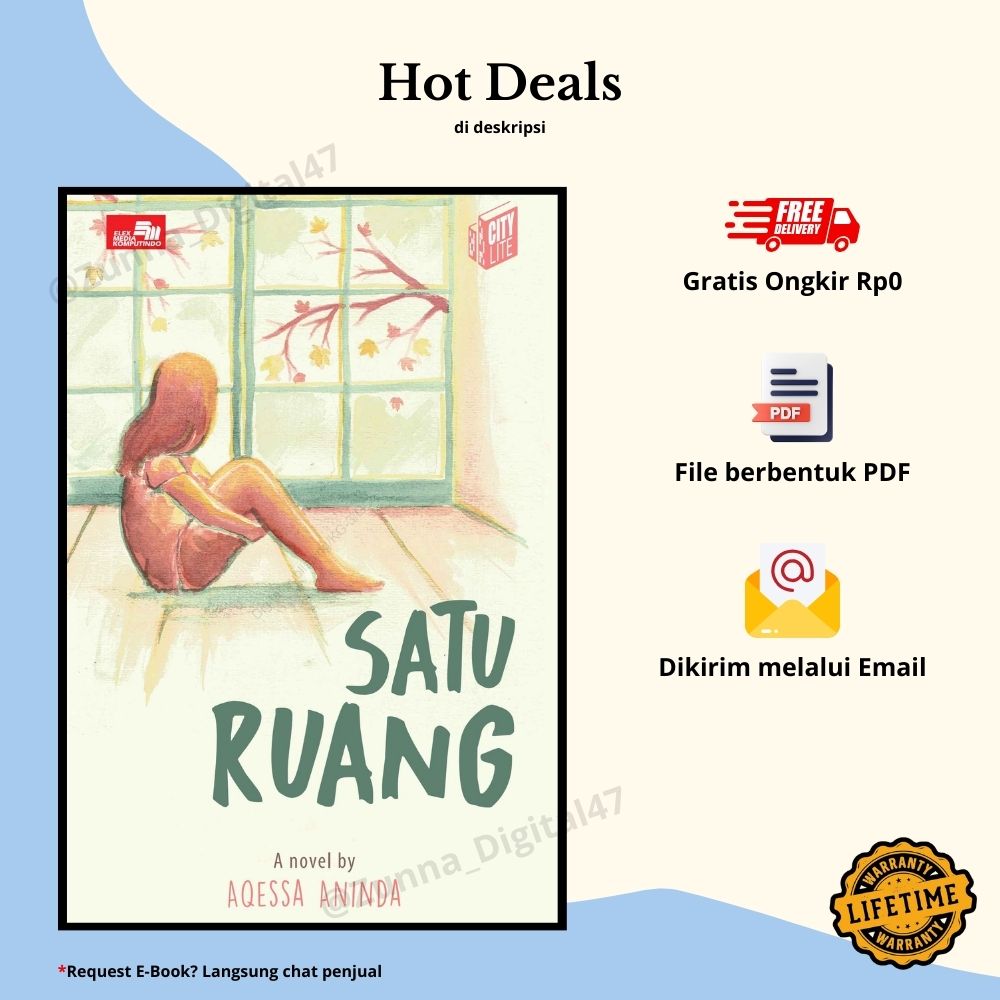 Hot Deals
di deskripsi
@Zunna_Digital47
ELEX
MEDIA
KOMPUTINDO
CITY
LITE
FREE
DELIVERY
Gratis Ongkir Rp0
PDF
File berbentuk PDF
@
Dikirim melalui Email
SATU
RUANG
A novel by
AQESSA ANINDA
@Zunna_Digital47
WARRANTY
LIFETIME
WARRANTY
*Request E-Book? Langsung chat penjual